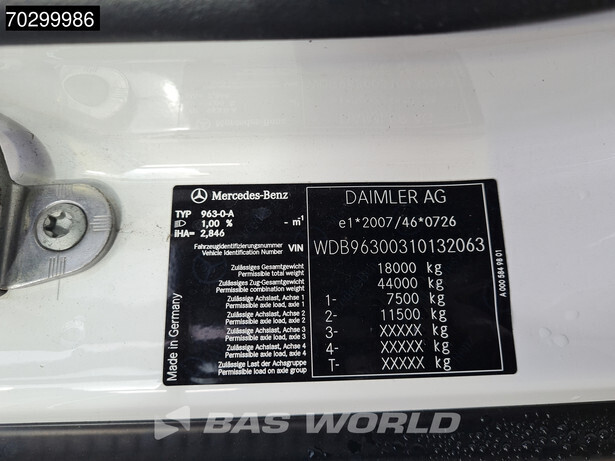 70299986
Mercedes-Benz
DAIMLER AG
TYP 963-0-A
1,00 % - m⁻¹
iHA= 2,846
e1*2007/46*0726
Fahrzeugidentifizierungsnummer
Vehicle Identification Number
VIN WDB96300310132063
Zulässiges Gesamtgewicht
Permissible total weight
18000 kg
Zulässiges Zug-Gesamtgewicht
Permissible combination weight
44000 kg
Zulässige Achslast, Achse 1
Permissible axle load, axle 1
1- 7500 kg
Zulässige Achslast, Achse 2
Permissible axle load, axle 2
2- 11500 kg
Zulässige Achslast, Achse 3
Permissible axle load, axle 3
3- XXXXX kg
Zulässige Achslast, Achse 4
Permissible axle load, axle 4
4- XXXXX kg
Zulässige Last der Achsgruppe
Permissible load on axle group
T- XXXXX kg
Made in Germany
A 000 584 98 01
BAS WORLD